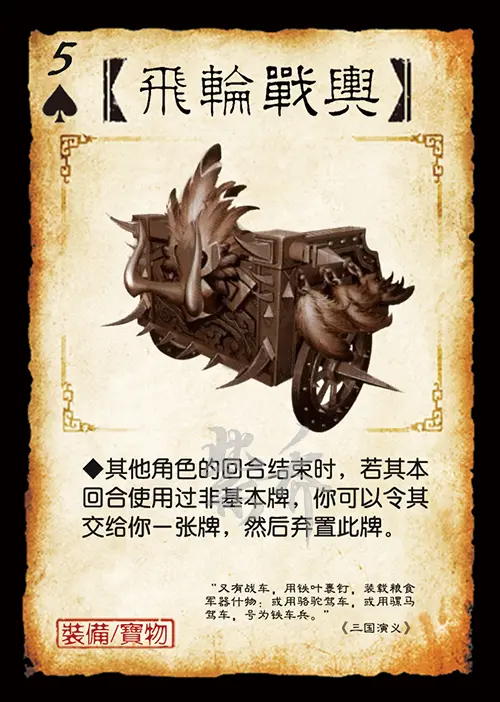 5
【飛輪戰輿】
◆其他角色的回合结束时，若其本
回合使用过非基本牌，你可以令其
交给你一张牌，然后弃置此牌。
“又有战车，用铁叶裹钉，装载粮食
军器什物；或用骆驼驾车，或用骡马
驾车，号为铁车兵。”
《三国演义》
裝備/寶物